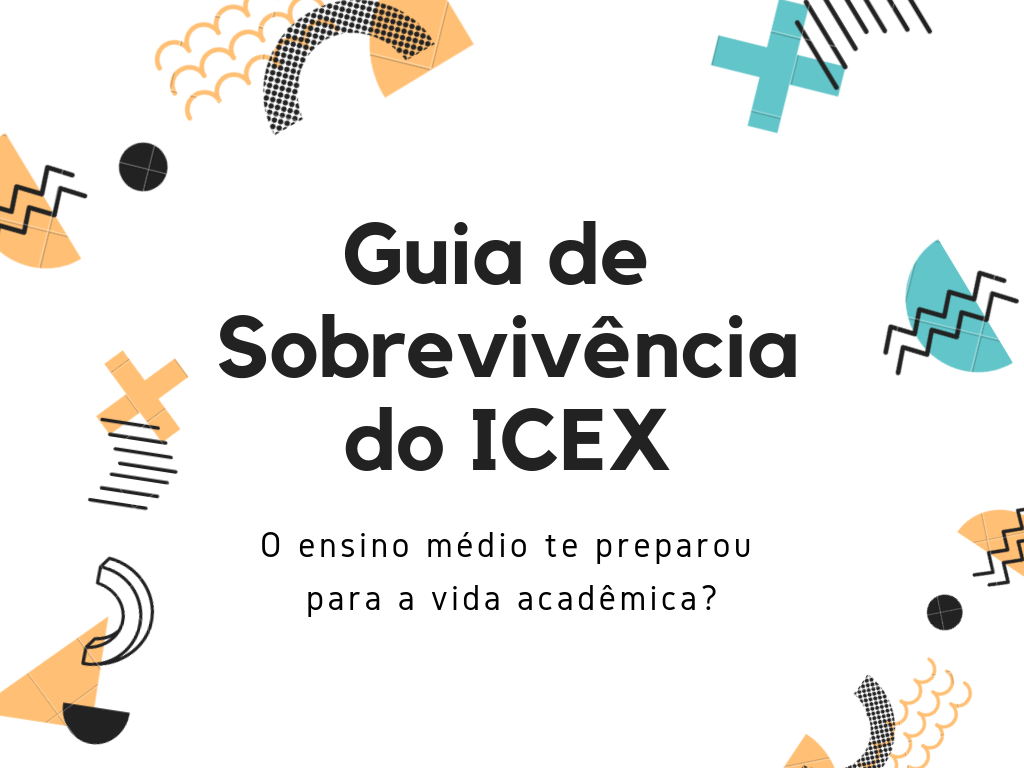 Guia de
Sobrevivência
do ICEX
O ensino médio te preparou
para a vida acadêmica?